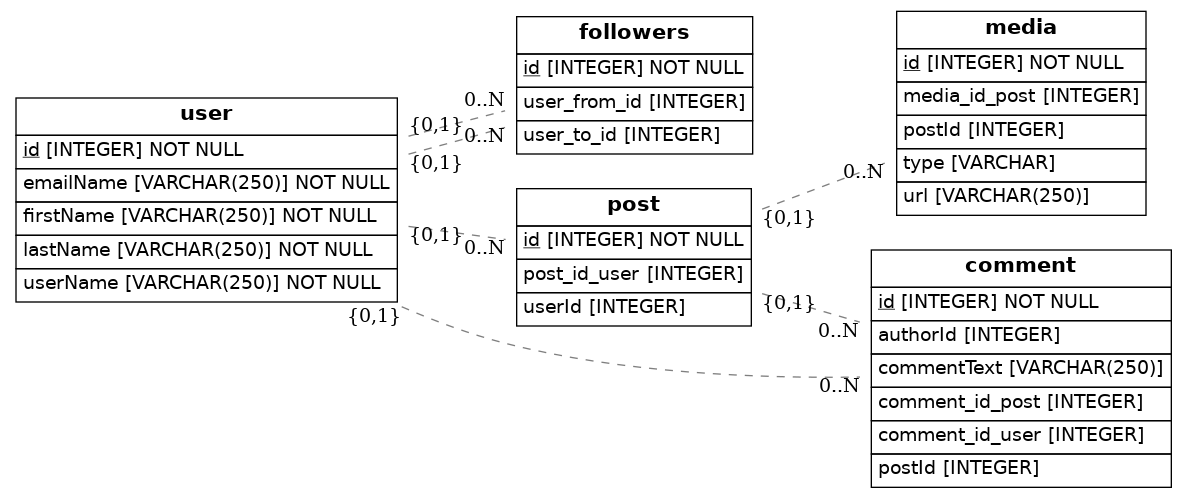 user
id [INTEGER] NOT NULL
emailName [VARCHAR(250)] NOT NULL
firstName [VARCHAR(250)] NOT NULL
lastName [VARCHAR(250)] NOT NULL
userName [VARCHAR(250)] NOT NULL
{0,1}
0..N
{0,1}
0..N
{0,1}
0..N
{0,1}
0..N
followers
id [INTEGER] NOT NULL
user_from_id [INTEGER]
user_to_id [INTEGER]
post
id [INTEGER] NOT NULL
post_id_user [INTEGER]
userId [INTEGER]
{0,1}
0..N
{0,1}
0..N
media
id [INTEGER] NOT NULL
media_id_post [INTEGER]
postId [INTEGER]
type [VARCHAR]
url [VARCHAR(250)]
comment
id [INTEGER] NOT NULL
authorId [INTEGER]
commentText [VARCHAR(250)]
comment_id_post [INTEGER]
comment_id_user [INTEGER]
postId [INTEGER]